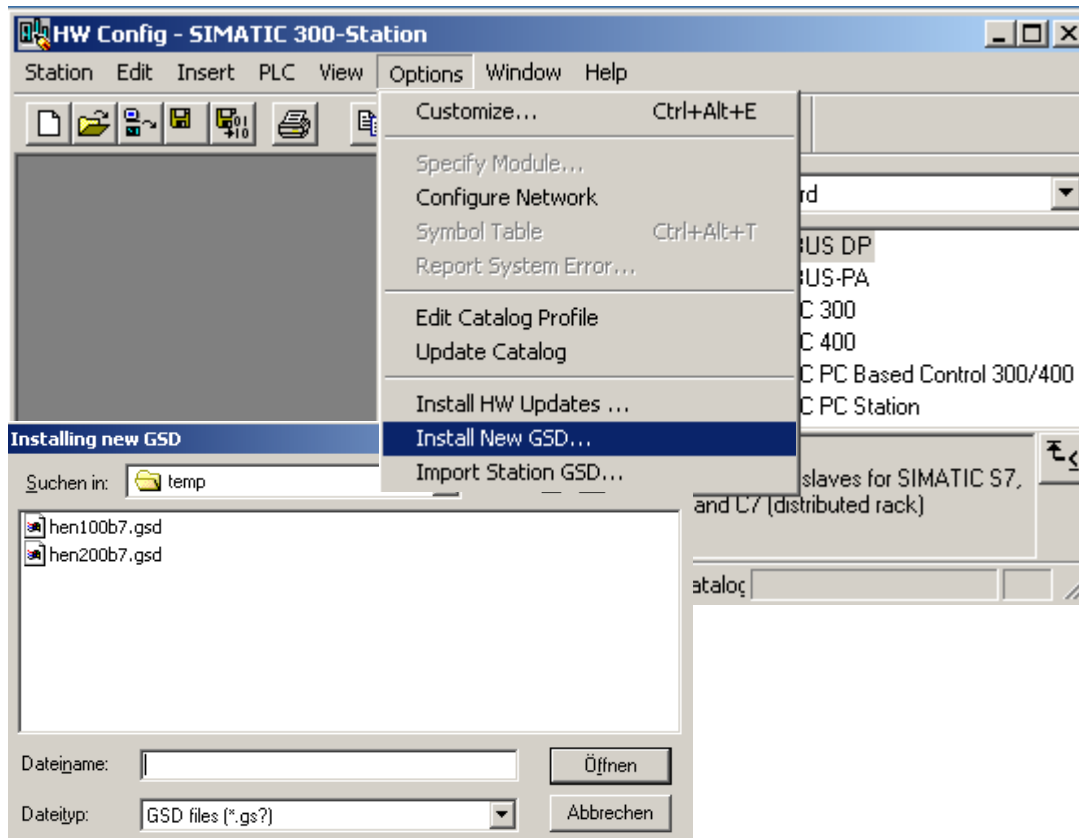 HW Config - SIMATIC 300-Station
Station Edit Insert PLC View Options Window Help
Customize... Ctrl+Alt+E
Specify Module...
Configure Network
Symbol Table Ctrl+Alt+T
Report System Error...
Edit Catalog Profile
Update Catalog
Install HW Updates ...
Install New GSD...
Import Station GSD...
rd
US DP
US-PA
C 300
C 400
C PC Based Control 300/400
C PC Station
slaves for SIMATIC S7,
and C7 (distributed rack)
atalog
Installing new GSD
Suchen in: temp
hen100b7.gsd
hen200b7.gsd
Dateiname: Öffnen
Dateityp: GSD files (*.gs?) Abbrechen